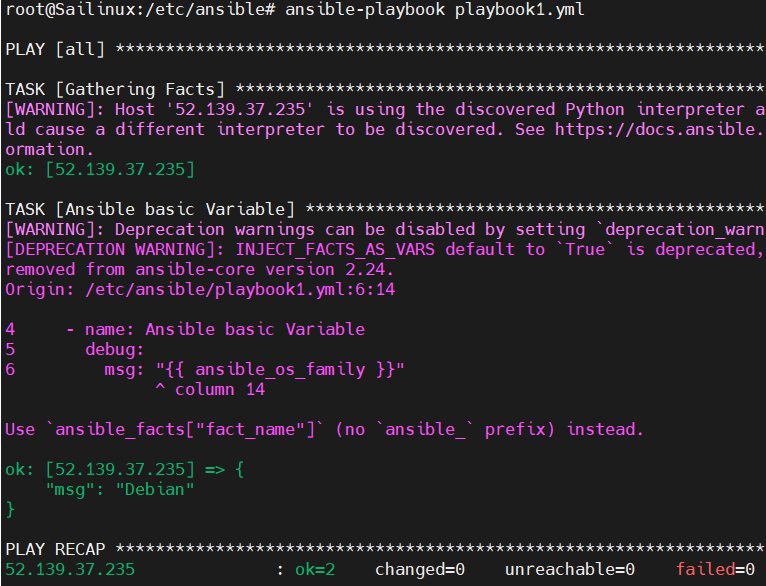 root@Sailinux:/etc/ansible# ansible-playbook playbook1.yml
PLAY [all] *****************************************************************
TASK [Gathering Facts] *****************************************************
[WARNING]: Host '52.139.37.235' is using the discovered Python interpreter a
ld cause a different interpreter to be discovered. See https://docs.ansible.
ormation.
ok: [52.139.37.235]
TASK [Ansible basic Variable] **********************************************
[WARNING]: Deprecation warnings can be disabled by setting `deprecation_warn
[DEPRECATION WARNING]: INJECT_FACTS_AS_VARS default to `True` is deprecated,
removed from ansible-core version 2.24.
Origin: /etc/ansible/playbook1.yml:6:14
4     - name: Ansible basic Variable
5       debug:
6         msg: "{{ ansible_os_family }}"
               ^ column 14
Use `ansible_facts["fact_name"]` (no `ansible_` prefix) instead.
ok: [52.139.37.235] => {
    "msg": "Debian"
}
PLAY RECAP *****************************************************************
52.139.37.235              : ok=2    changed=0    unreachable=0    failed=0